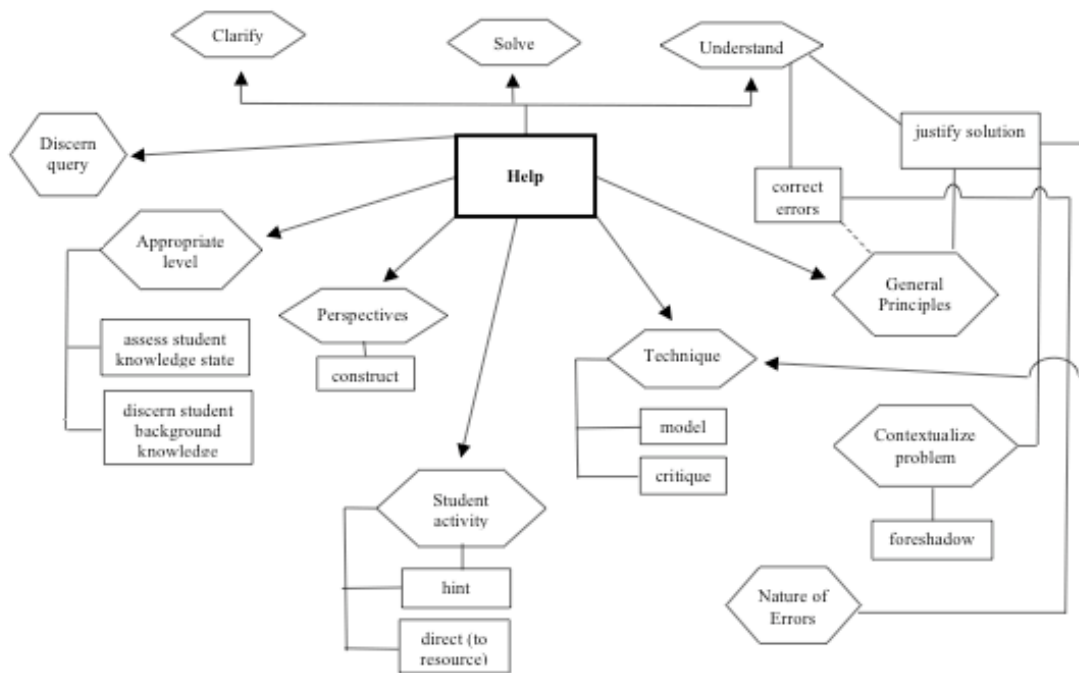 Clarify
Solve
Understand
Discern
query
Help
justify solution
correct
errors
Appropriate
level
General
Principles
Perspectives
assess student
knowledge state
Technique
construct
discern student
background
knowledge
model
Contextualize
problem
critique
Student
activity
foreshadow
hint
Nature of
Errors
direct (to
resource)